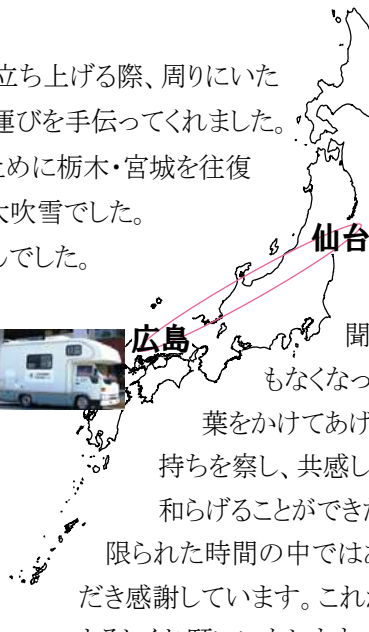 立ち上げる際、周りにいた
運びを手伝ってくれました。
ために栃木・宮城を往復
大吹雪でした。
んでした。
仙台
広島
聞
もなくなっ
葉をかけてあげ
持ちを察し、共感し
和らげることができた
限られた時間の中ではあ
だき感謝しています。これか